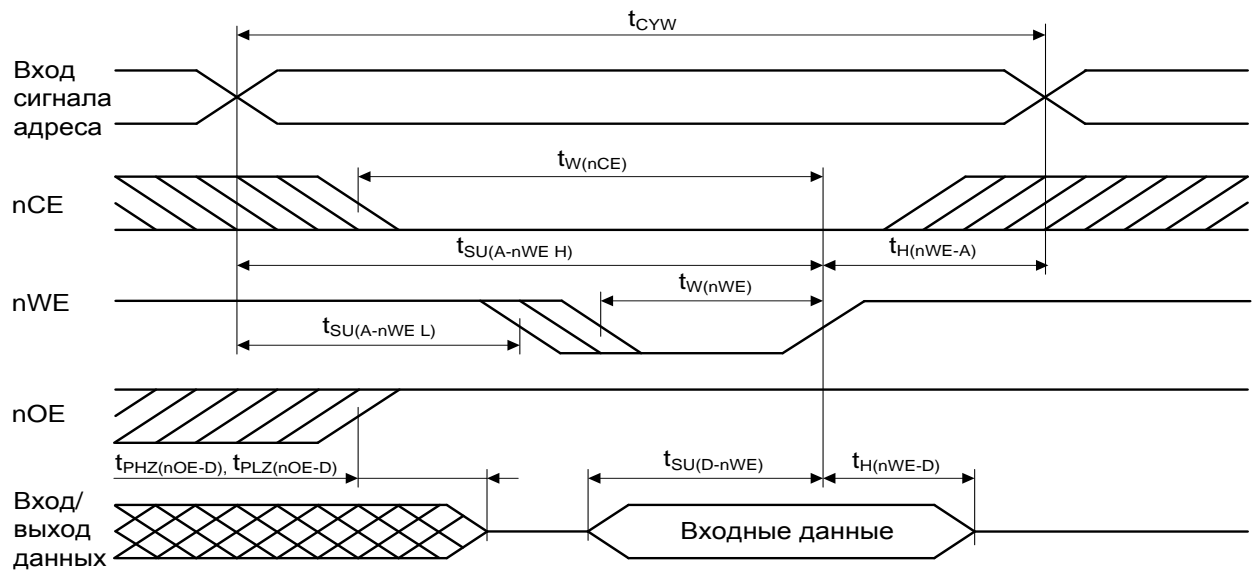 tCYW
Вход
сигнала
адреса
tW(nCE)
nCE
tSU(A-nWE H)
tH(nWE-A)
tW(nWE)
nWE
tSU(A-nWE L)
nOE
tPHZ(nOE-D), tPLZ(nOE-D)
tSU(D-nWE)
tH(nWE-D)
Вход/
выход
данных
Входные данные